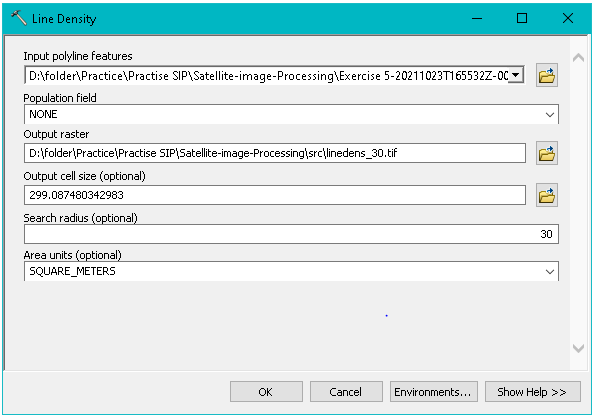 Line Density
Input polyline features
D:\folder\Practice\Practise SIP\Satellite-image-Processing\Exercise 5-20211023T165532Z-00
Population field
NONE
Output raster
D:\folder\Practice\Practise SIP\Satellite-image-Processing\src\linedens_30.tif
Output cell size (optional)
299.087480342983
Search radius (optional)
30
Area units (optional)
SQUARE_METERS
OK
Cancel
Environments...
Show Help >>